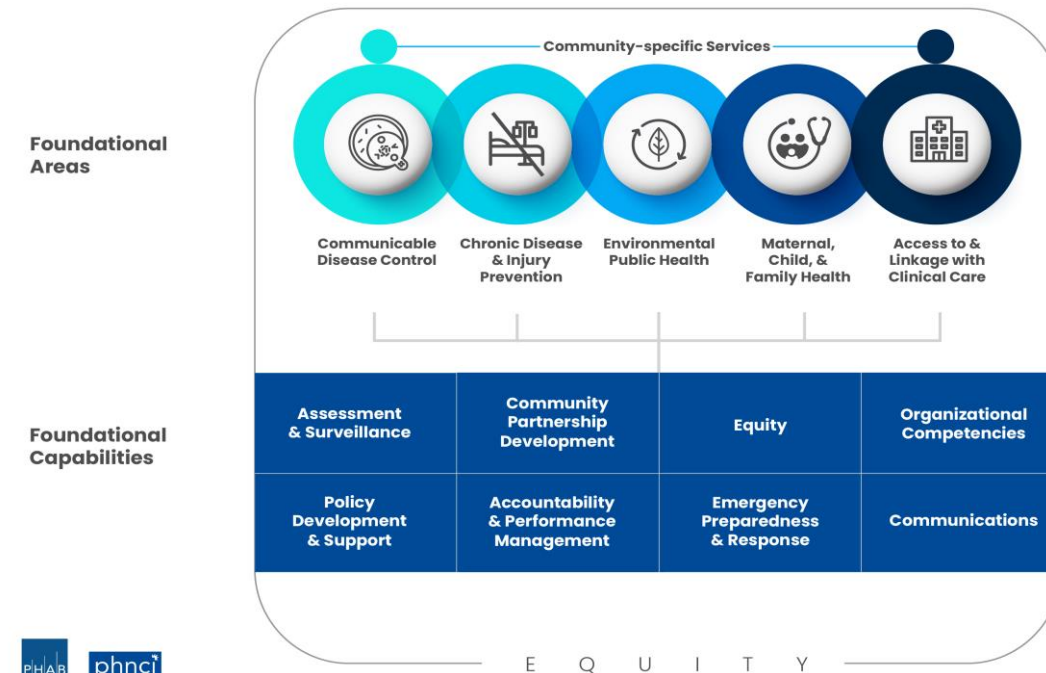 Community-specific Services
Foundational
Areas
Communicable
Disease Control
Chronic Disease
& Injury
Prevention
Environmental
Public Health
Maternal,
Child, &
Family Health
Access to &
Linkage with
Clinical Care
Foundational
Capabilities
Assessment
& Surveillance
Community
Partnership
Development
Equity
Organizational
Competencies
Policy
Development
& Support
Accountability
& Performance
Management
Emergency
Preparedness
& Response
Communications
PHAB
phnci
EQUITY